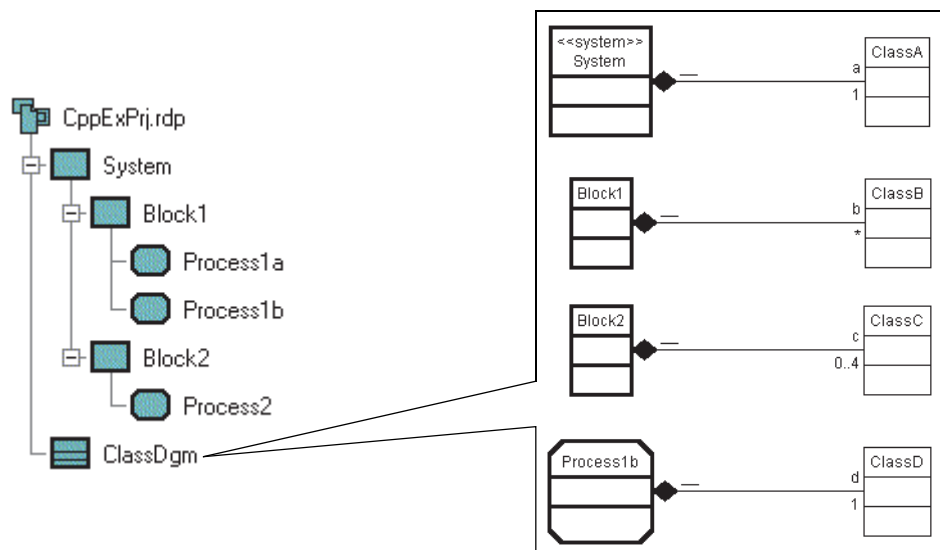 CppExPrj.rdp
System
Block1
Process1a
Process1b
Block2
Process2
ClassDgm
<<system>>
System
a
1
ClassA
Block1
b
*
ClassB
Block2
c
0..4
ClassC
Process1b
d
1
ClassD